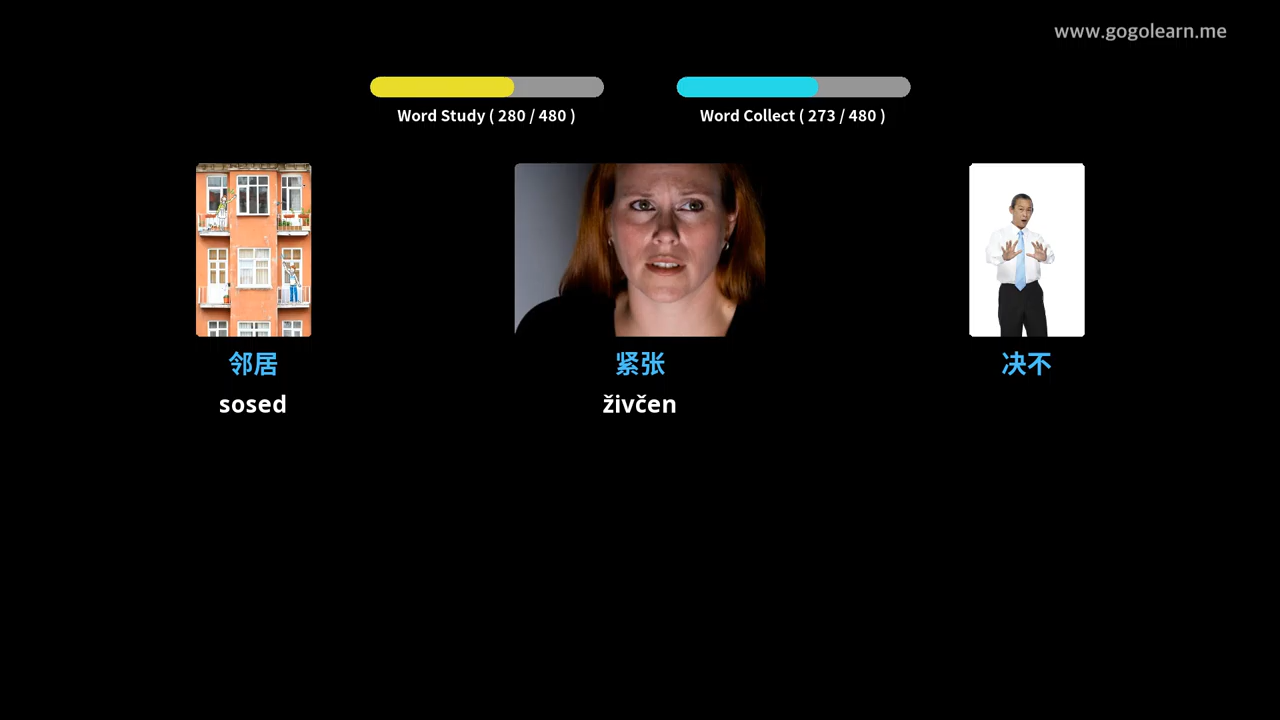 www.gogolearn.me
Word Study ( 280 / 480 )
Word Collect ( 273 / 480 )
邻居
紧张
决不
sosed
živčen